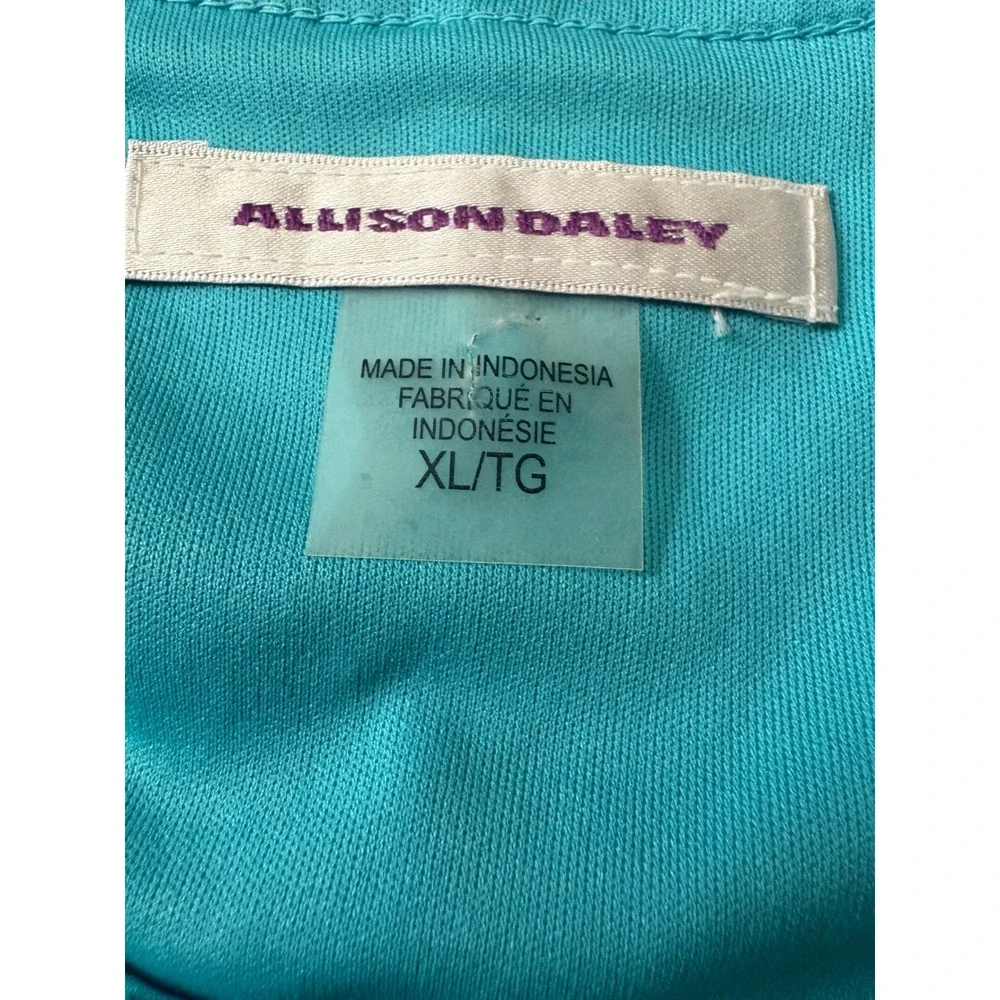 ALLISON DALEY
MADE IN INDONESIA
FABRIQUÉ EN
INDONÉSIE
XL/TG